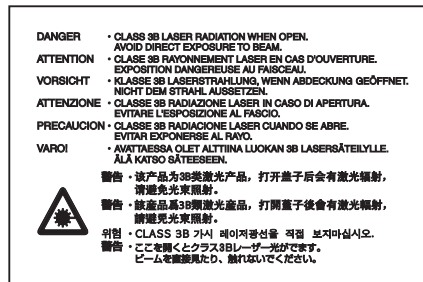 DANGER · CLASS 3B LASER RADIATION WHEN OPEN.
AVOID DIRECT EXPOSURE TO BEAM.
ATTENTION · CLASE 3B RAYONNEMENT LASER EN CAS D'OUVERTURE.
EXPOSITION DANGEREUSE AU FAISCEAU.
VORSICHT · KLASSE 3B LASERSTRAHLUNG, WENN ABDECKUNG GEÖFFNET.
NICHT DEM STRAHL AUSSETZEN.
ATTENZIONE · CLASSE 3B RADIAZIONE LASER IN CASO DI APERTURA.
EVITARE L'ESPOSIZIONE AL FASCIO.
PRECAUCION · CLASSE 3B RADIACIONE LASER CUANDO SE ABRE.
EVITAR EXPONERSE AL RAYO.
VARO! · AVATTAESSA OLET ALTTIINA LUOKAN 3B LASERSÄTEILYLLE.
ÄLÄ KATSO SÄTEESEEN.
警告 · 该产品为3B类激光产品，打开盖子后会有激光辐射，
请避免光束照射。
警告 · 該産品爲3B類激光産品，打開蓋子後會有激光輻射，
請避免光束照射。
위험 · CLASS 3B 가시 레이저광선을 직접 보지마십시오.
警告 · ここを開くとクラス3Bレーザー光がでます。
ビームを直接見たり、触れないでください。